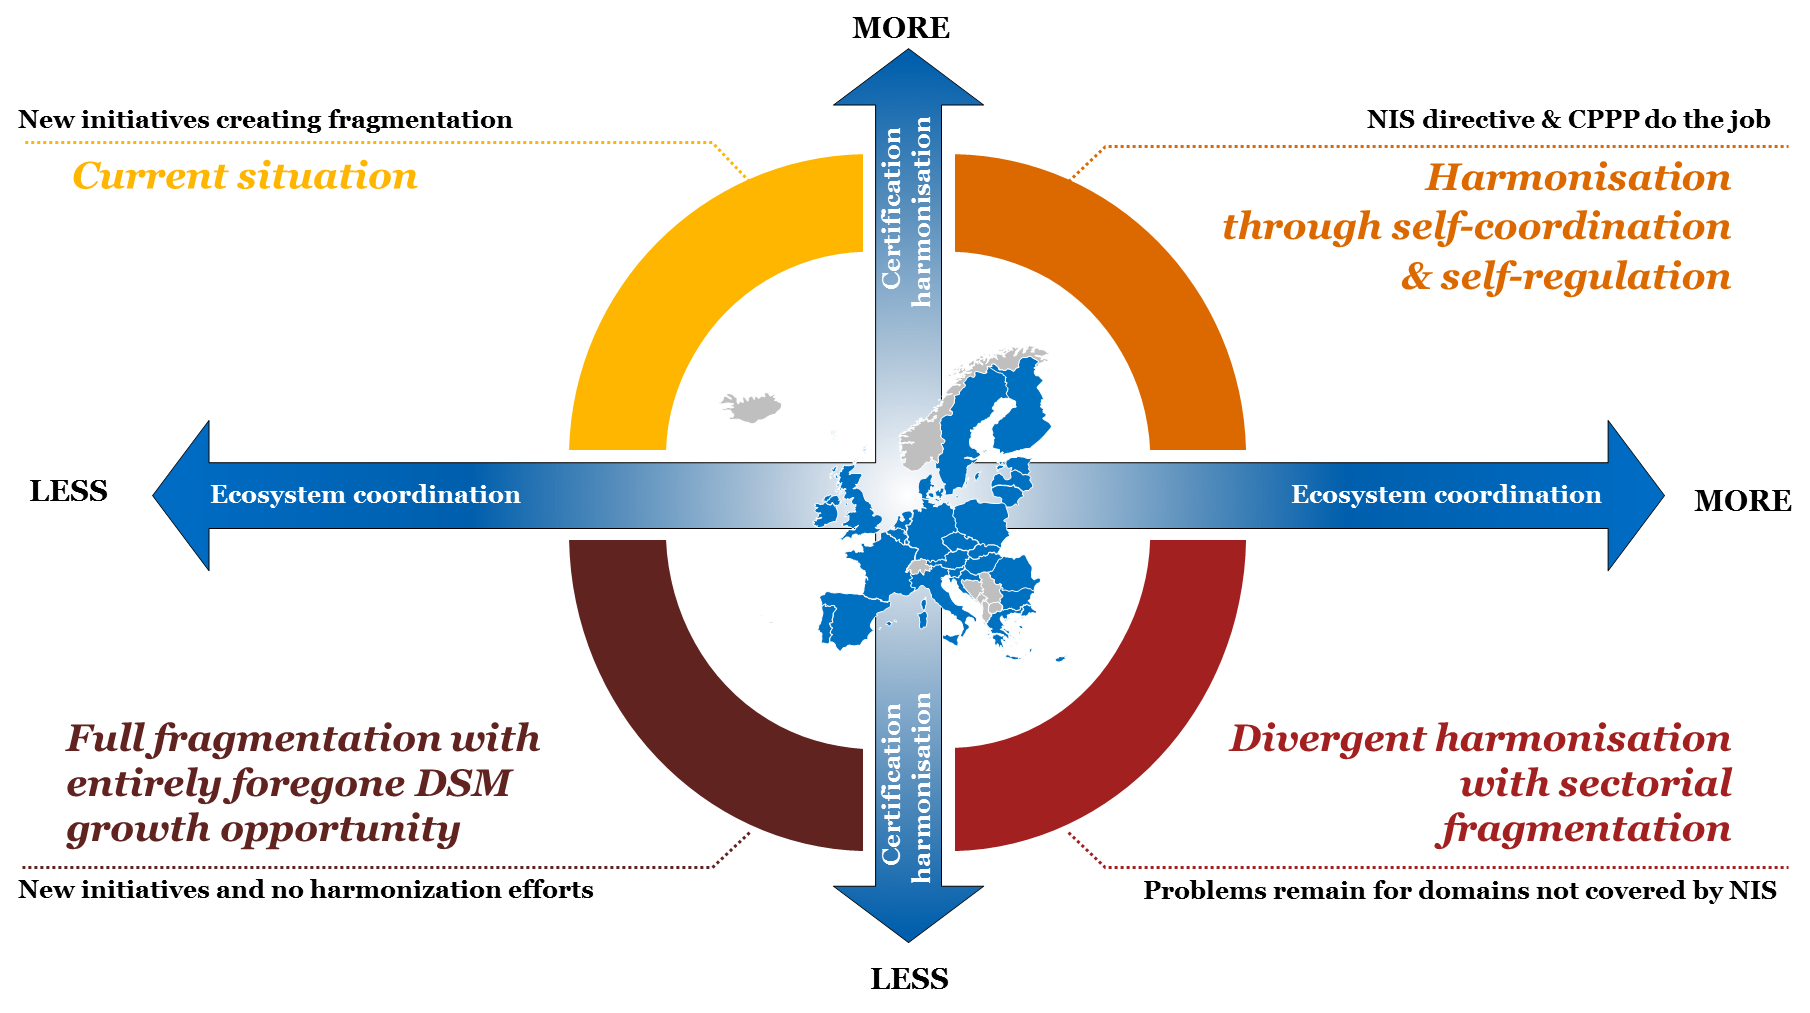 MORE
New initiatives creating fragmentation
Current situation
NIS directive & CPPP do the job
Harmonisation
through self-coordination
& self-regulation
Certification
harmonisation
LESS
Ecosystem coordination
Ecosystem coordination
MORE
Full fragmentation with
entirely foregone DSM
growth opportunity
New initiatives and no harmonization efforts
Certification
harmonisation
Divergent harmonisation
with sectorial
fragmentation
Problems remain for domains not covered by NIS
LESS